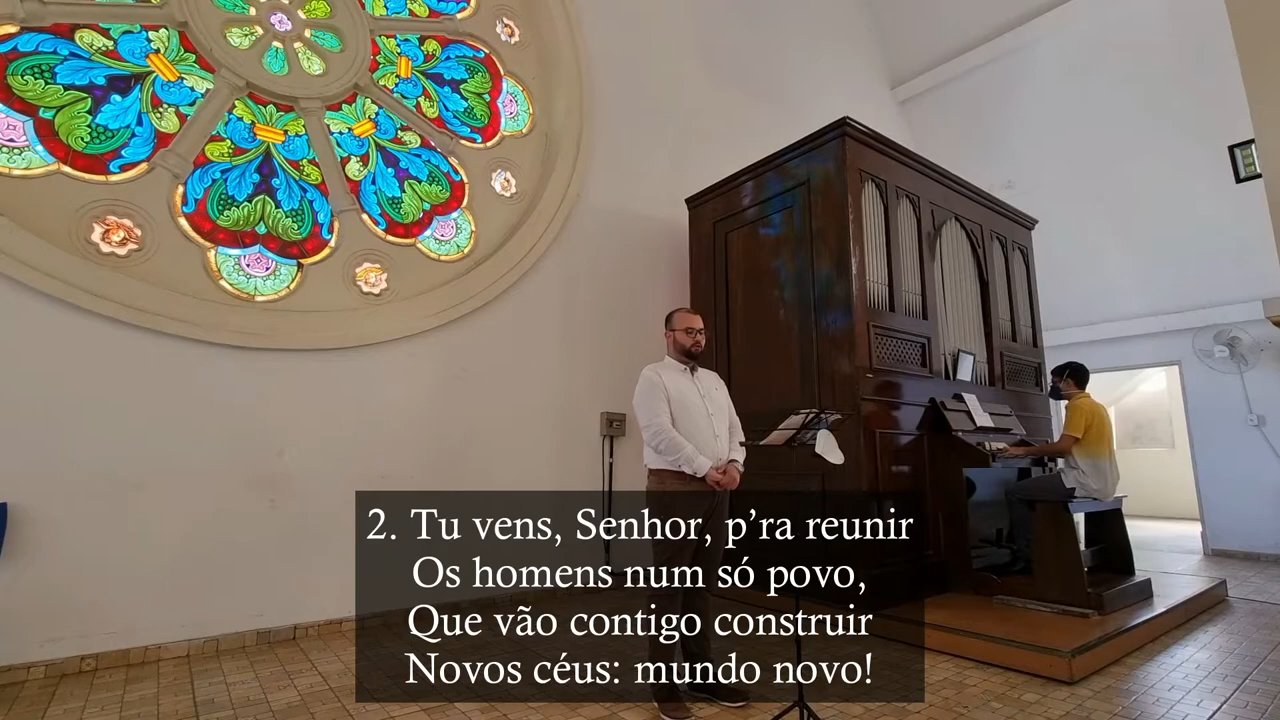 2. Tu vens, Senhor, p’ra reunir
Os homens num só povo,
Que vão contigo construir
Novos céus: mundo novo!